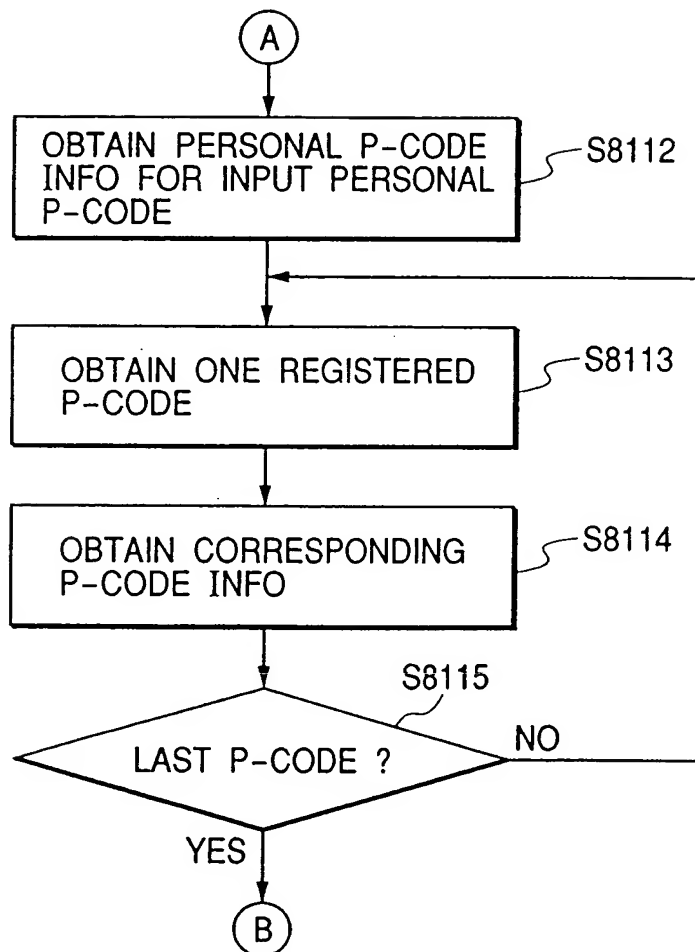 A
OBTAIN PERSONAL P-CODE
INFO FOR INPUT PERSONAL
P-CODE
S8112
OBTAIN ONE REGISTERED
P-CODE
S8113
OBTAIN CORRESPONDING
P-CODE INFO
S8114
S8115
LAST P-CODE ?
NO
YES
B